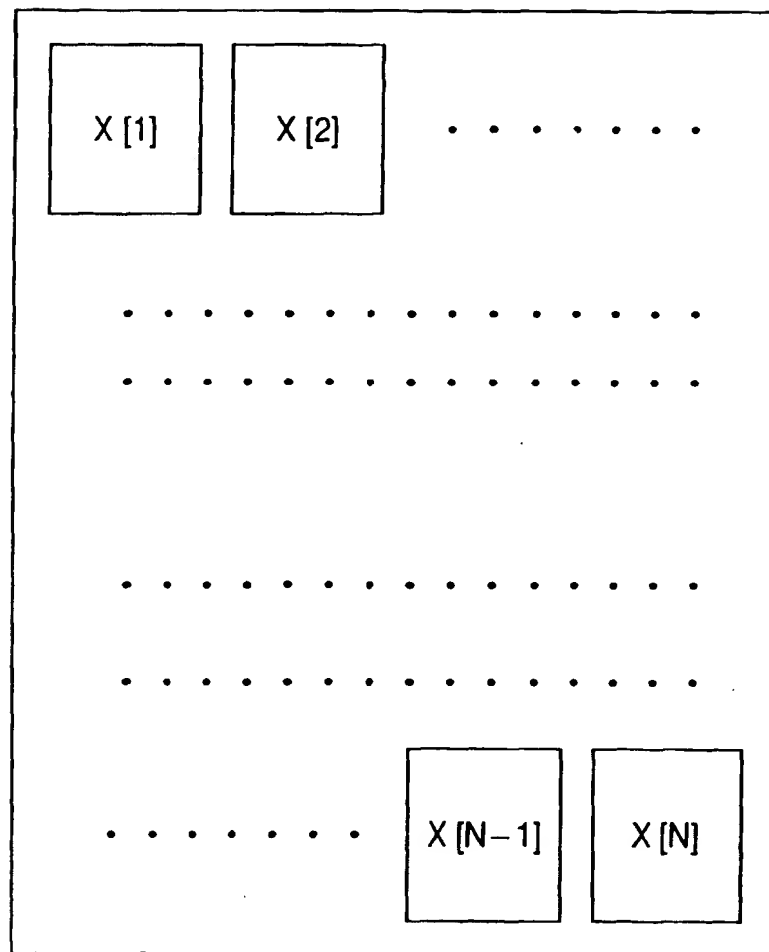 X [1] X [2] . . . . . . .
. . . . . . . . . . . . . . .
. . . . . . . . . . . . . . .
. . . . . . . . . . . . . . .
. . . . . . . . . . . . . . .
. . . . . . . X [N−1] X [N]